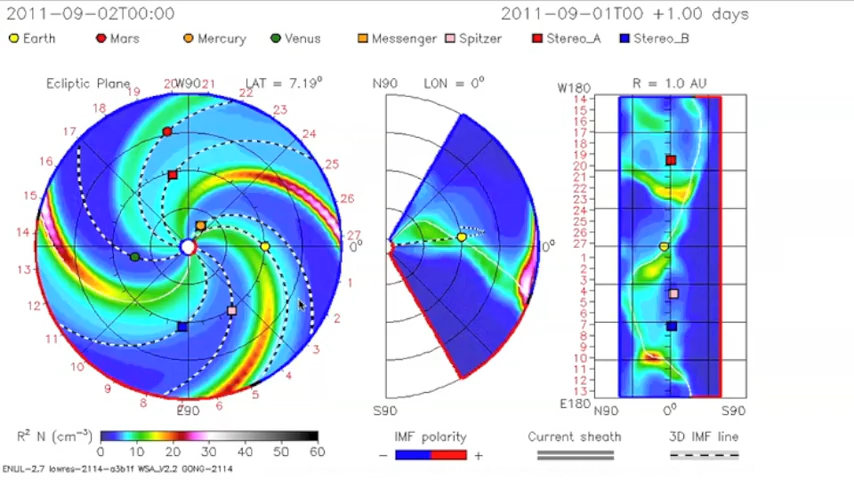 2011-09-02T00:00
2011-09-01T00 +1.00 days
Earth Mars Mercury Venus Messenger Spitzer Stereo_A Stereo_B
Ecliptic Plane W90 LAT = 7.19°
N90 LON = 0°
W180 R = 1.0 AU
20 21
19 22
18 23
17 24
16 25
15 26
14 27 0°
13 1
12 2
11 3
10 4
9 5
8 7 6
E90
0°
S90
14
15
16
17
18
19
20
21
22
23
24
25
26
27
1
2
3
4
5
6
7
8
9
10
11
12
13
E180 N90 0° S90
R² N (cm⁻³) 0 10 20 30 40 50 60
IMF polarity
- +
Current sheath
3D IMF line
ENLIL-2.7 lowres-2114-a3b1f WSA_V2.2 GONG-2114